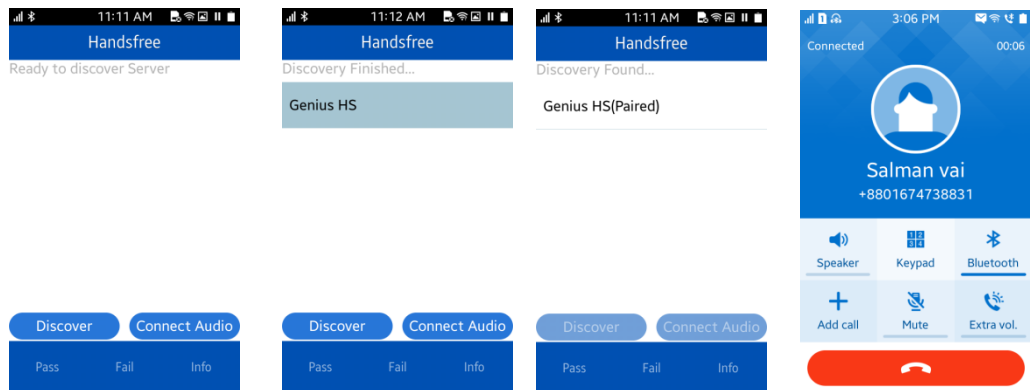 11:11 AM
Handsfree
Ready to discover Server
Discover
Connect Audio
Pass Fail Info
11:12 AM
Handsfree
Discovery Finished...
Genius HS
Discover
Connect Audio
Pass Fail Info
11:11 AM
Handsfree
Discovery Found...
Genius HS(Paired)
Discover
Connect Audio
Pass Fail Info
3:06 PM
Connected 00:06
Salman vai
+8801674738831
Speaker Keypad Bluetooth
Add call Mute Extra vol.